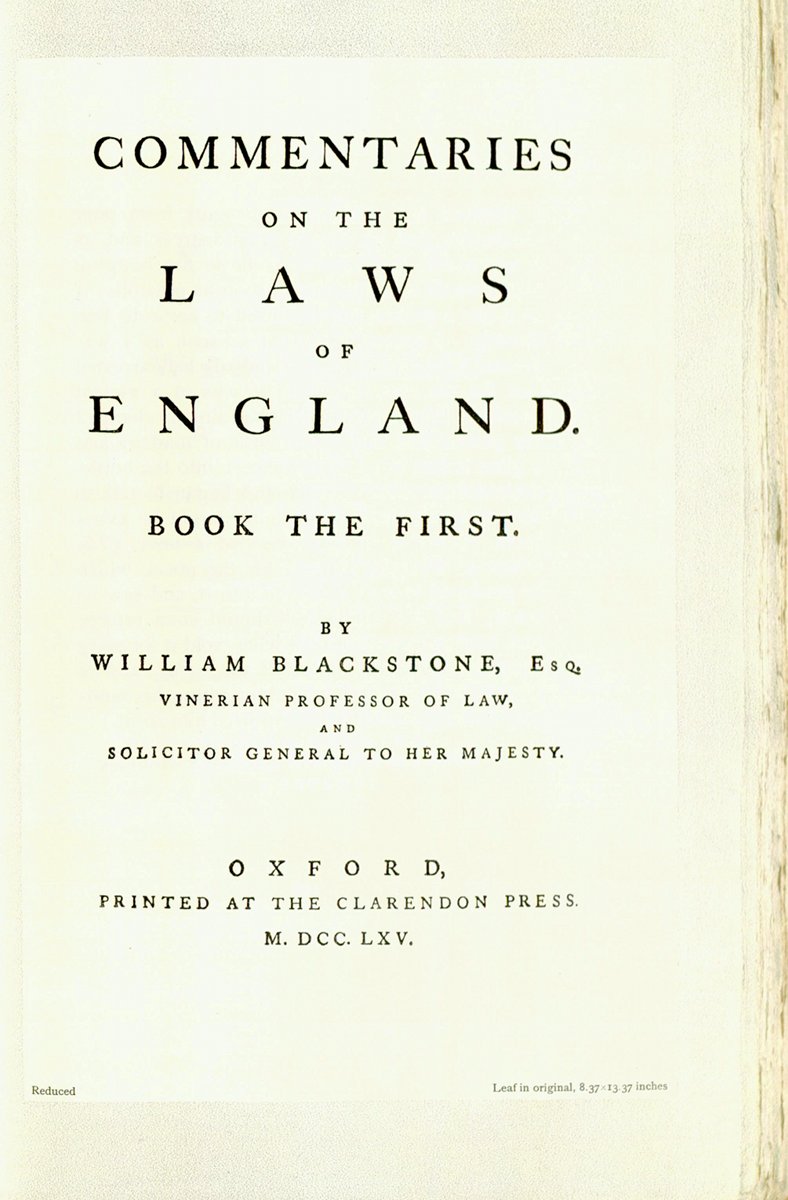 COMMENTARIES
ON THE
LAWS
OF
ENGLAND.
BOOK THE FIRST.
BY
WILLIAM BLACKSTONE, ESQ.
VINERIAN PROFESSOR OF LAW,
AND
SOLICITOR GENERAL TO HER MAJESTY.
OXFORD,
PRINTED AT THE CLARENDON PRESS.
M. DCC. LXV.
Reduced
Leaf in original, 8.37×13.37 inches